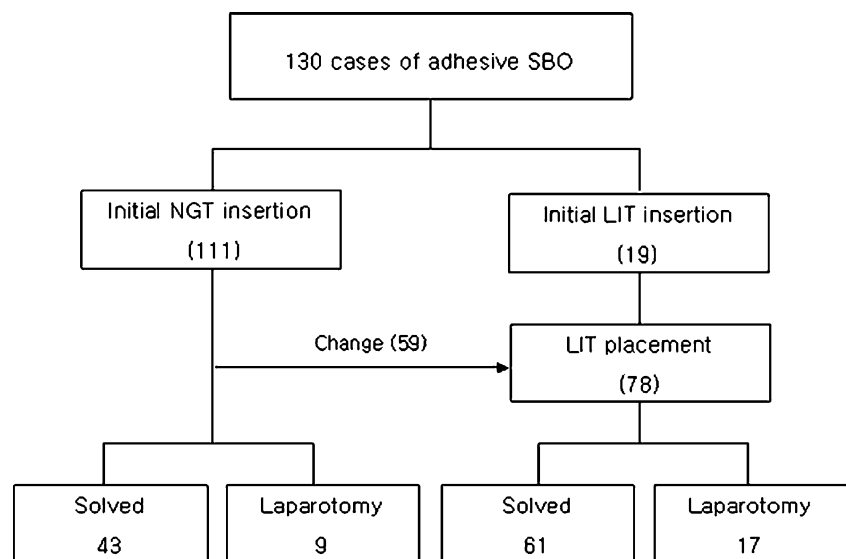 130 cases of adhesive SBO
Initial NGT insertion
(111)
Initial LIT insertion
(19)
Change (59)
LIT placement
(78)
Solved
43
Laparotomy
9
Solved
61
Laparotomy
17